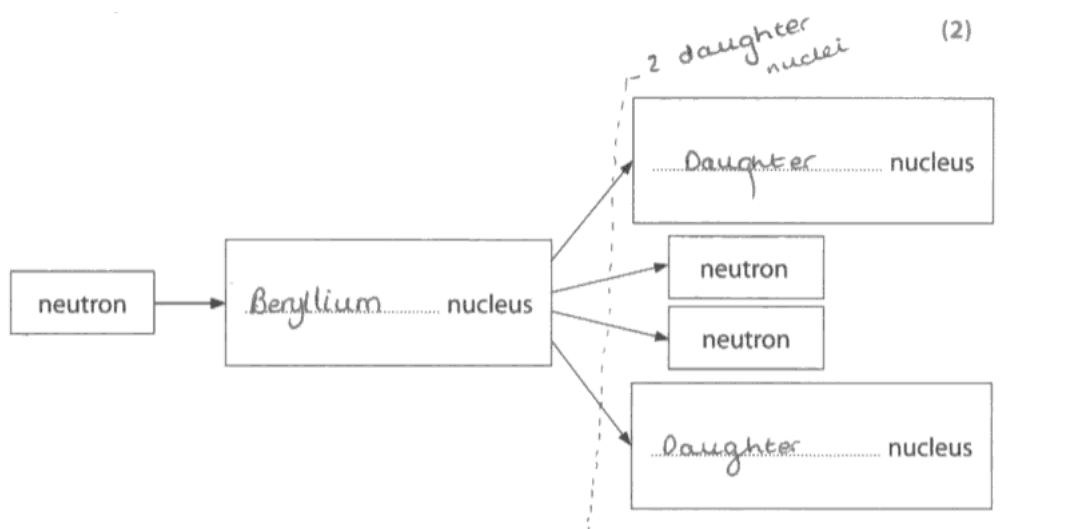 2 daughter
nuclei
(2)
Daughter nucleus
neutron
neutron
Beryllium nucleus
neutron
Daughter nucleus